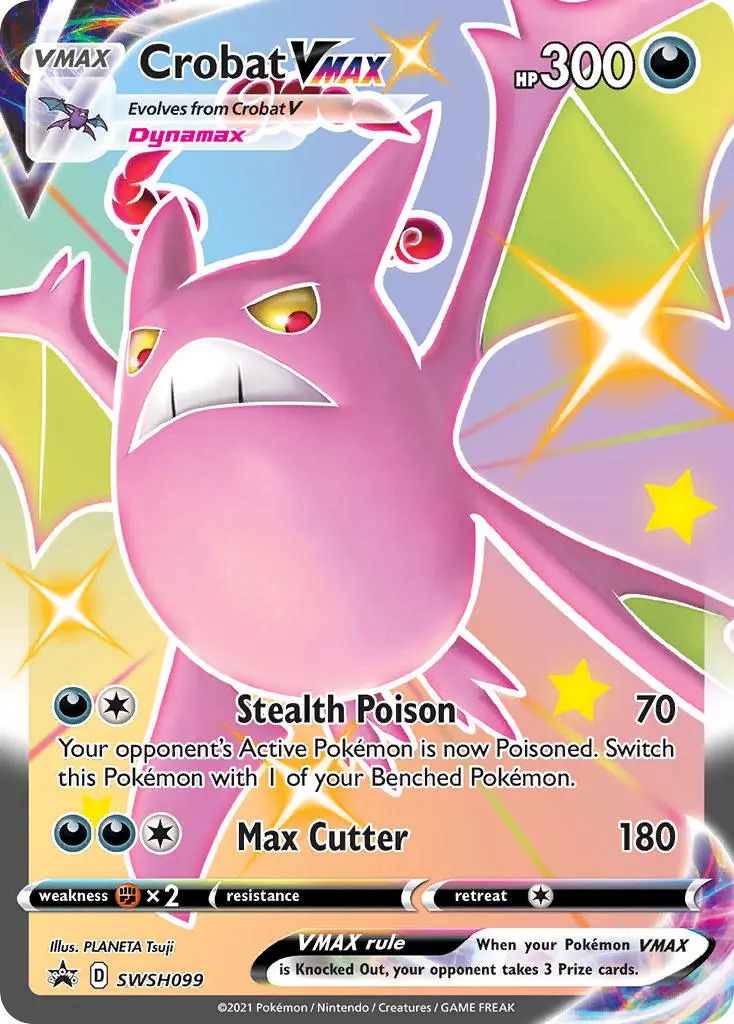 VMAX
Crobat VMAX
HP300
Evolves from Crobat V
Dynamax
Stealth Poison 70
Your opponent's Active Pokémon is now Poisoned. Switch
this Pokémon with 1 of your Benched Pokémon.
Max Cutter 180
weakness ×2 resistance retreat
Illus. PLANETA Tsuji
VMAX rule When your Pokémon VMAX
is Knocked Out, your opponent takes 3 Prize cards.
D SWSH099
©2021 Pokémon / Nintendo / Creatures / GAME FREAK